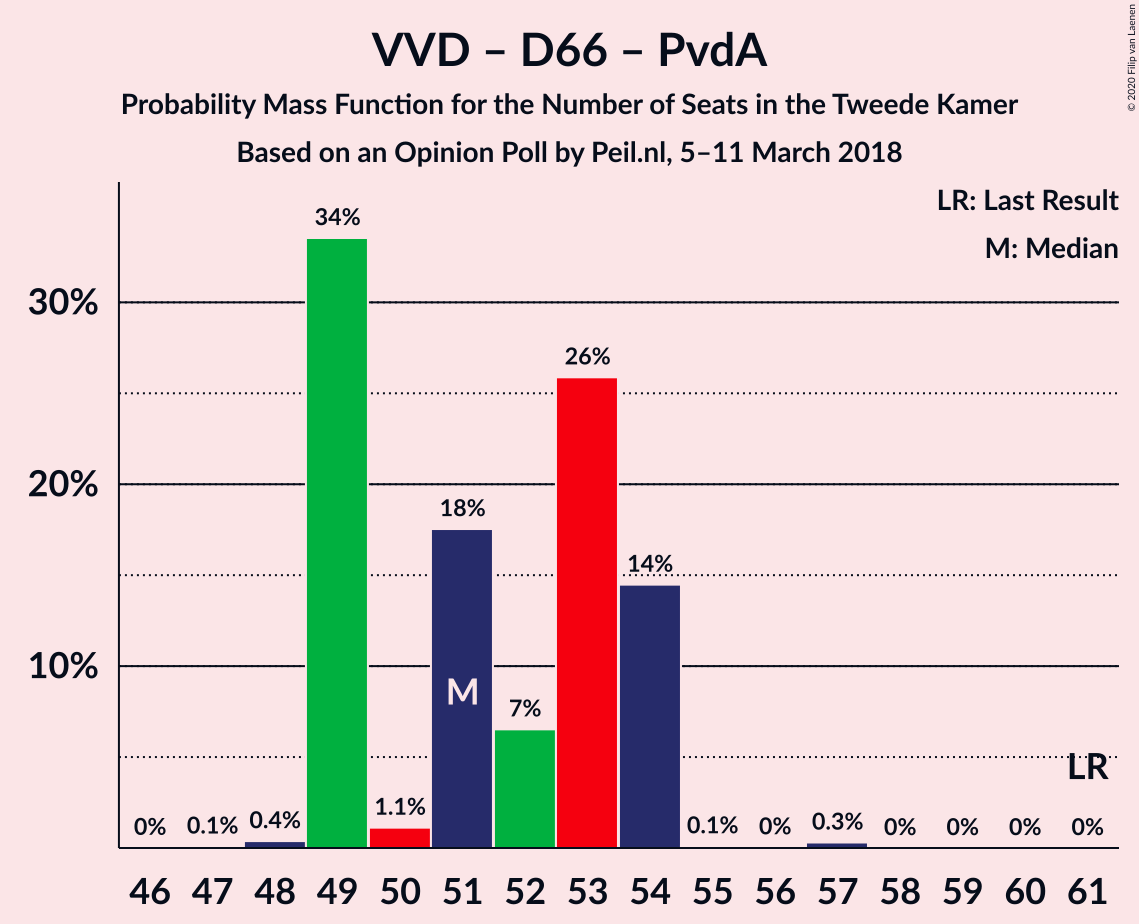 VVD – D66 – PvdA
Probability Mass Function for the Number of Seats in the Tweede Kamer
Based on an Opinion Poll by Peil.nl, 5–11 March 2018
© 2020 Filip van Laenen
LR: Last Result
M: Median
30%
20%
10%
0%
0.1%
0.4%
34%
1.1%
18%
7%
26%
14%
0.1%
0%
0.3%
0%
0%
0%
0%
M
LR
46 47 48 49 50 51 52 53 54 55 56 57 58 59 60 61